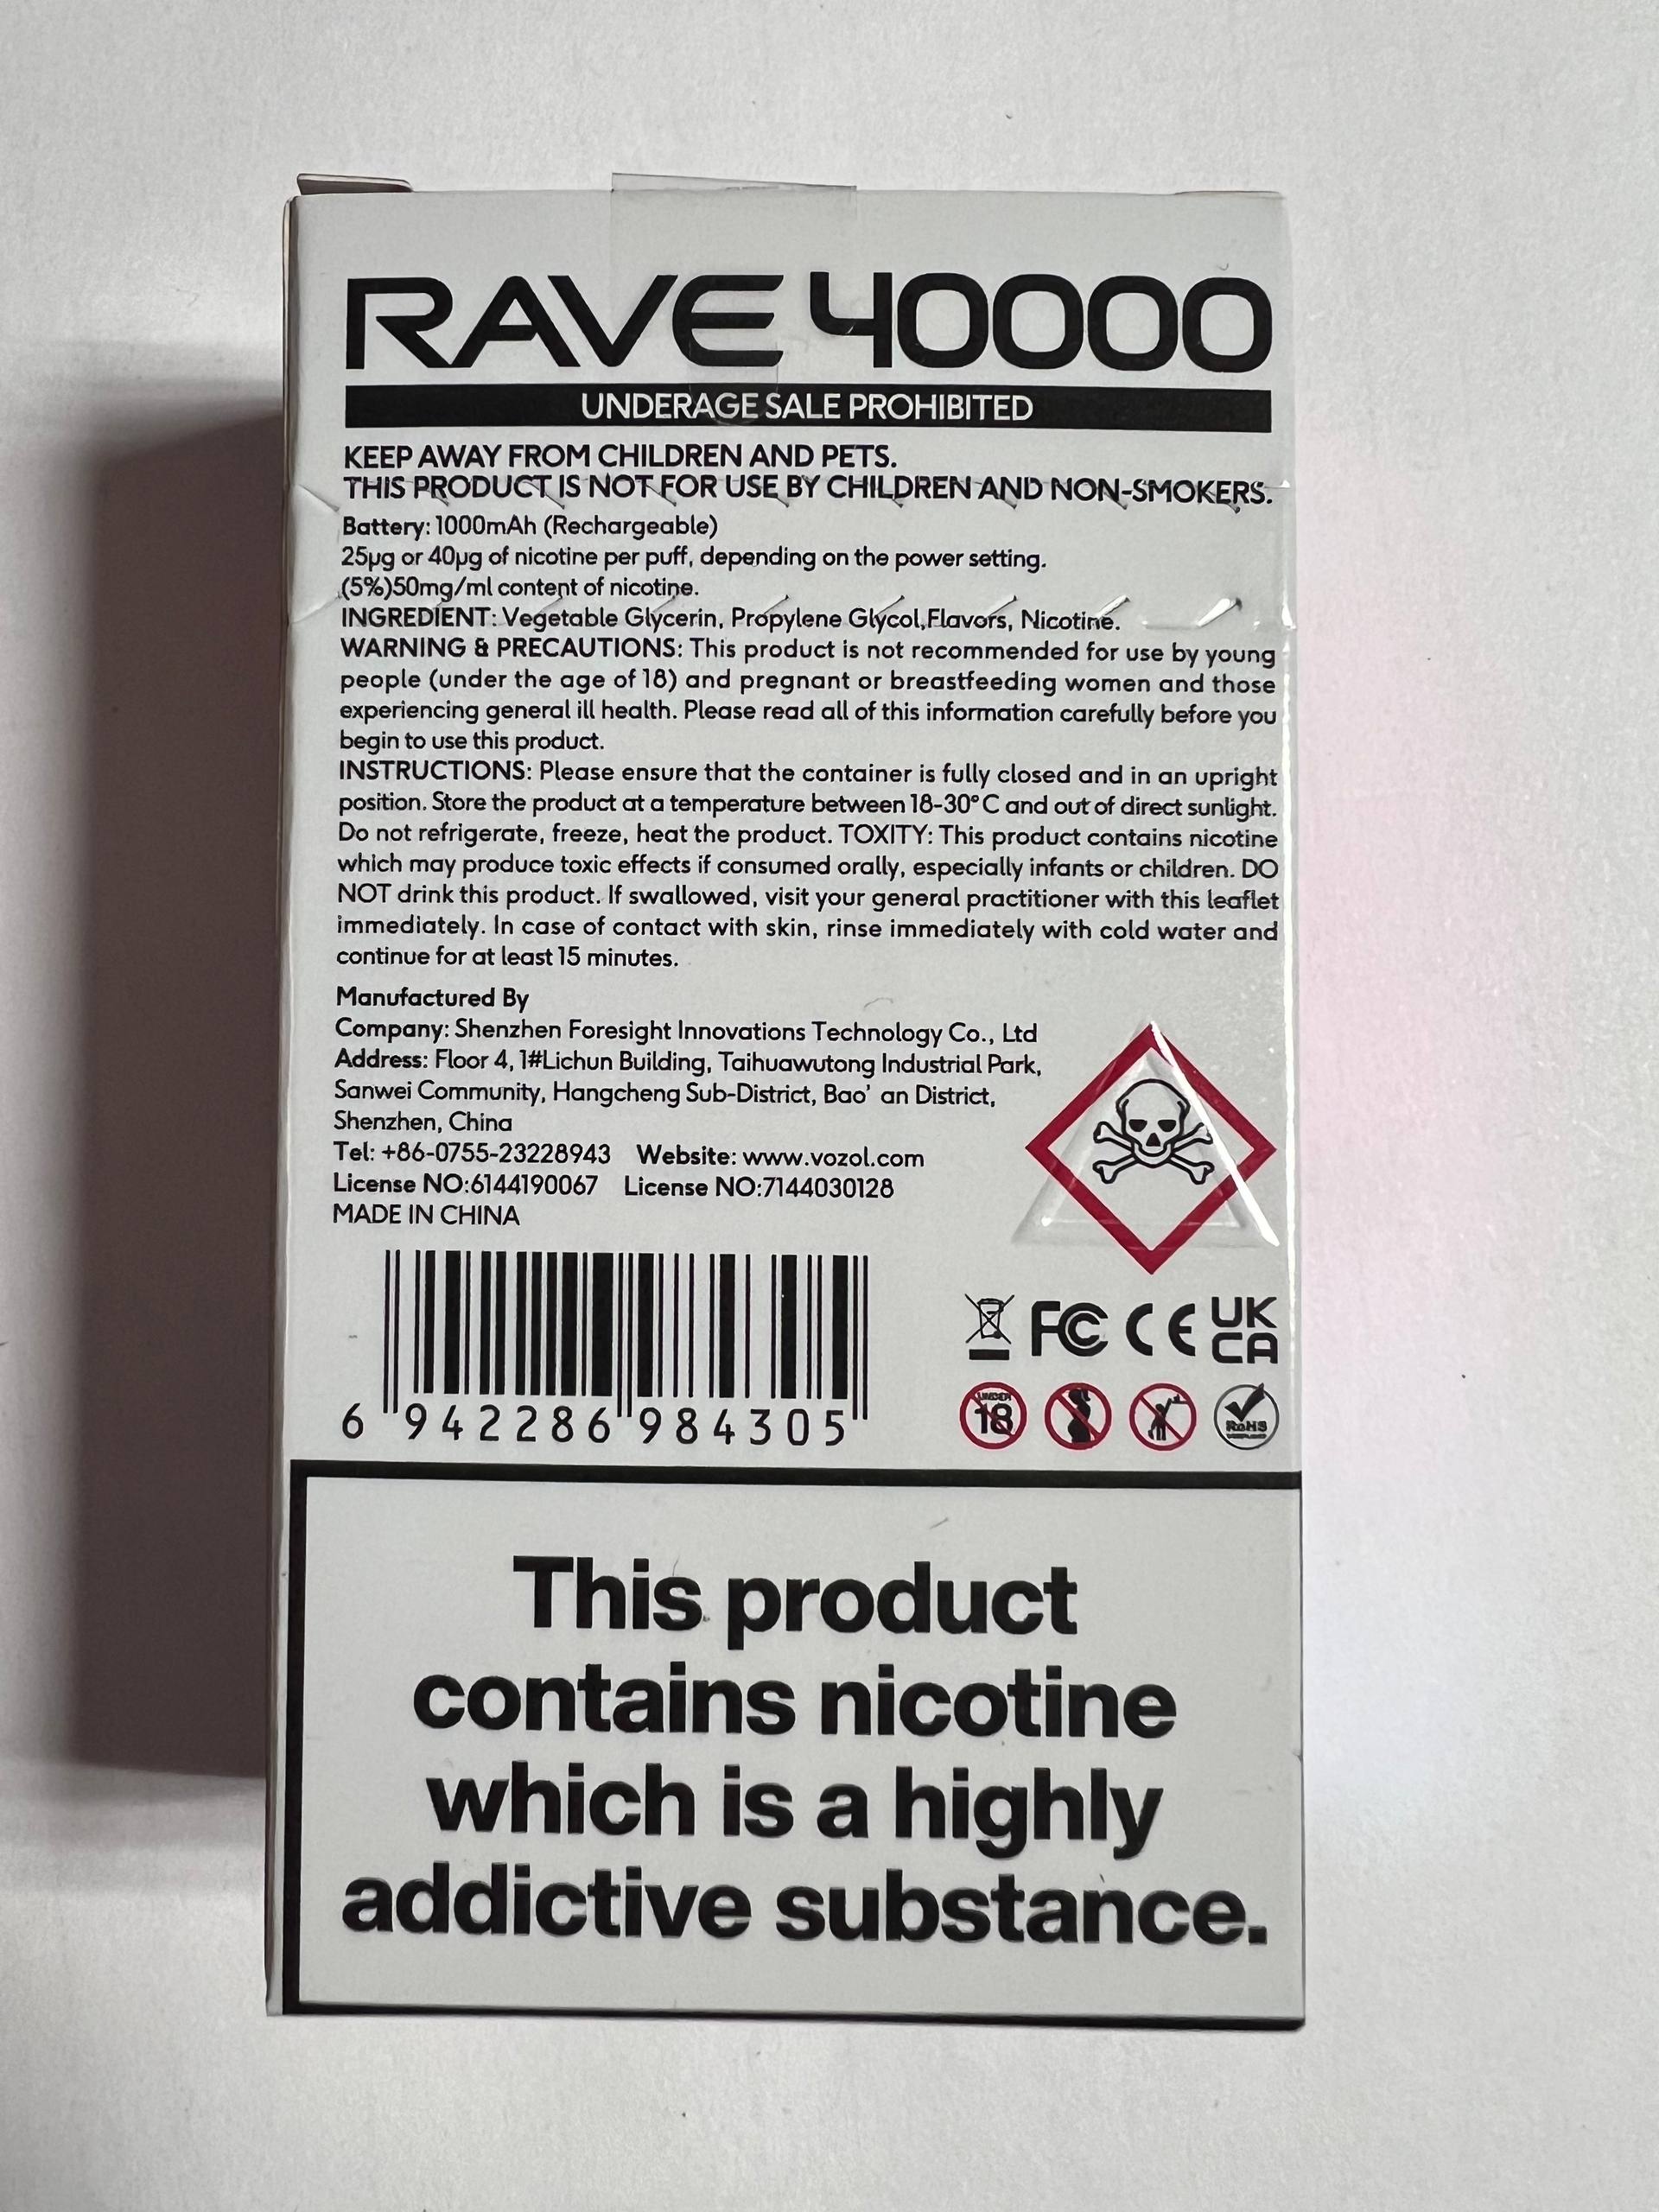 RAVE 40000
UNDERAGE SALE PROHIBITED
KEEP AWAY FROM CHILDREN AND PETS.
THIS PRODUCT IS NOT FOR USE BY CHILDREN AND NON-SMOKERS.
Battery: 1000mAh (Rechargeable)
25μg or 40μg of nicotine per puff, depending on the power setting.
(5%)50mg/ml content of nicotine.
INGREDIENT: Vegetable Glycerin, Propylene Glycol,Flavors, Nicotine.
WARNING & PRECAUTIONS: This product is not recommended for use by young
people (under the age of 18) and pregnant or breastfeeding women and those
experiencing general ill health. Please read all of this information carefully before you
begin to use this product.
INSTRUCTIONS: Please ensure that the container is fully closed and in an upright
position. Store the product at a temperature between 18-30°C and out of direct sunlight.
Do not refrigerate, freeze, heat the product. TOXITY: This product contains nicotine
which may produce toxic effects if consumed orally, especially infants or children. DO
NOT drink this product. If swallowed, visit your general practitioner with this leaflet
immediately. In case of contact with skin, rinse immediately with cold water and
continue for at least 15 minutes.
Manufactured By
Company: Shenzhen Foresight Innovations Technology Co., Ltd
Address: Floor 4, 1#Lichun Building, Taihuawutong Industrial Park,
Sanwei Community, Hangcheng Sub-District, Bao' an District,
Shenzhen, China
Tel: +86-0755-23228943 Website: www.vozol.com
License NO:6144190067 License NO:7144030128
MADE IN CHINA
FC CE UK
CA
UNDER
18
RoHS
6 942286 984305
This product
contains nicotine
which is a highly
addictive substance.